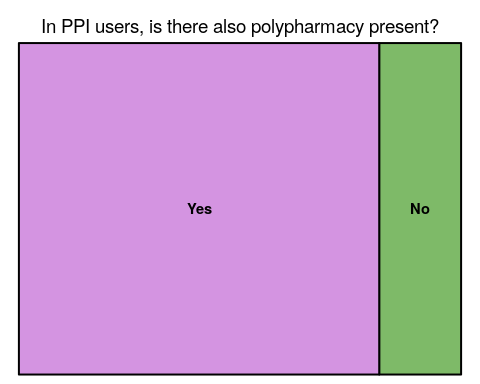 In PPI users, is there also polypharmacy present?
Yes
No